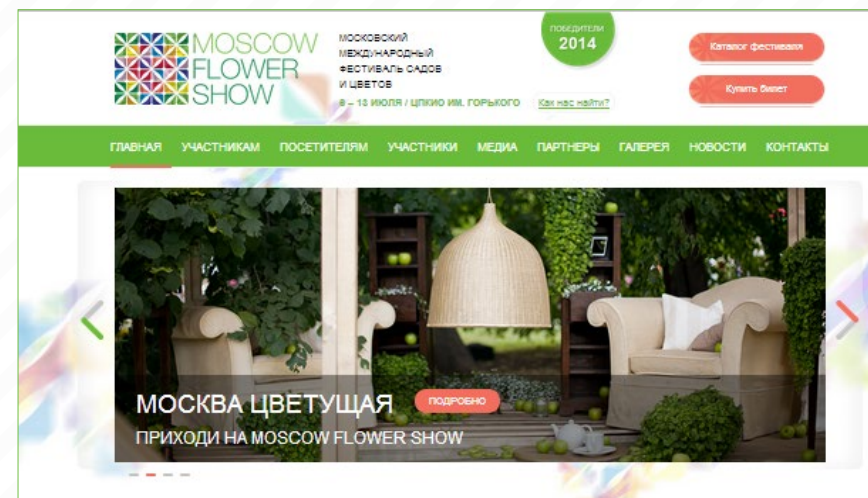 MOSCOW
FLOWER
SHOW
МОСКОВСКИЙ
МЕЖДУНАРОДНЫЙ
ФЕСТИВАЛЬ САДОВ
И ЦВЕТОВ
– 13 ИЮЛЯ / ЦПКИО ИМ. ГОРЬКОГО
Как нас найти?
ПОБЕДИТЕЛИ
2014
Каталог фестиваля
Купить билет
ГЛАВНАЯ УЧАСТНИКАМ ПОСЕТИТЕЛЯМ УЧАСТНИКИ МЕДИА ПАРТНЕРЫ ГАЛЕРЕЯ НОВОСТИ КОНТАКТЫ
МОСКВА ЦВЕТУЩАЯ ПОДРОБНО
ПРИХОДИ НА MOSCOW FLOWER SHOW